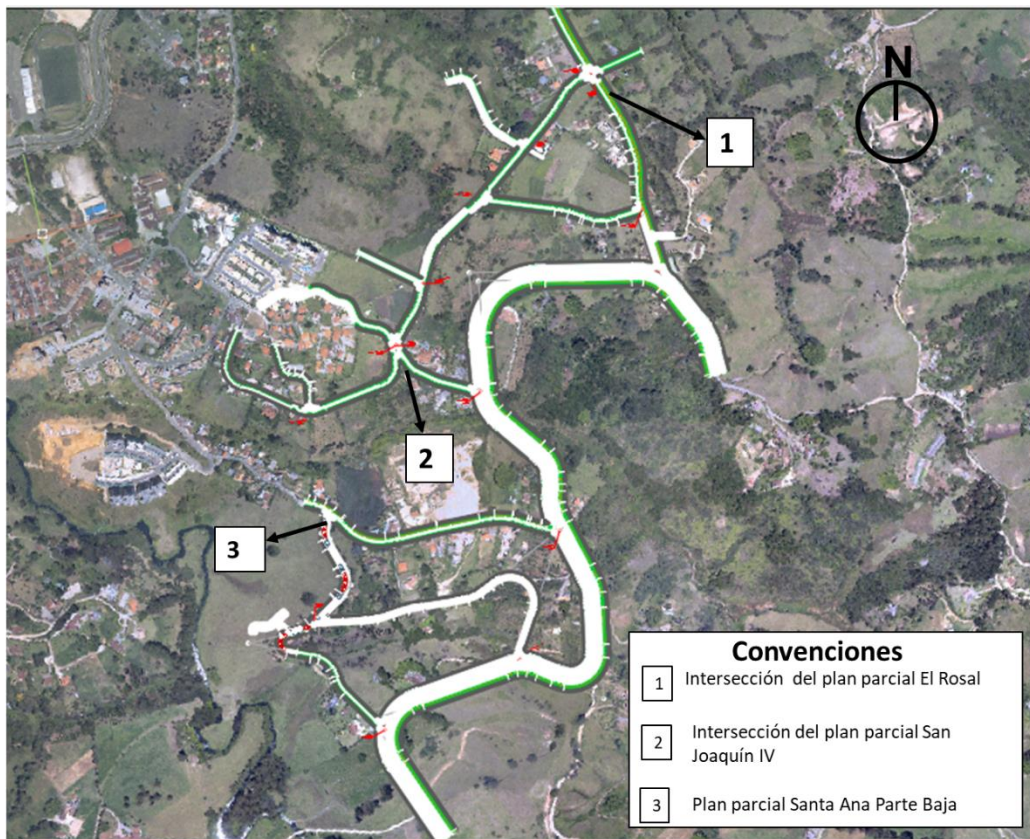 N
1
2
3
Convenciones
1 Intersección del plan parcial El Rosal
2 Intersección del plan parcial San
Joaquín IV
3 Plan parcial Santa Ana Parte Baja